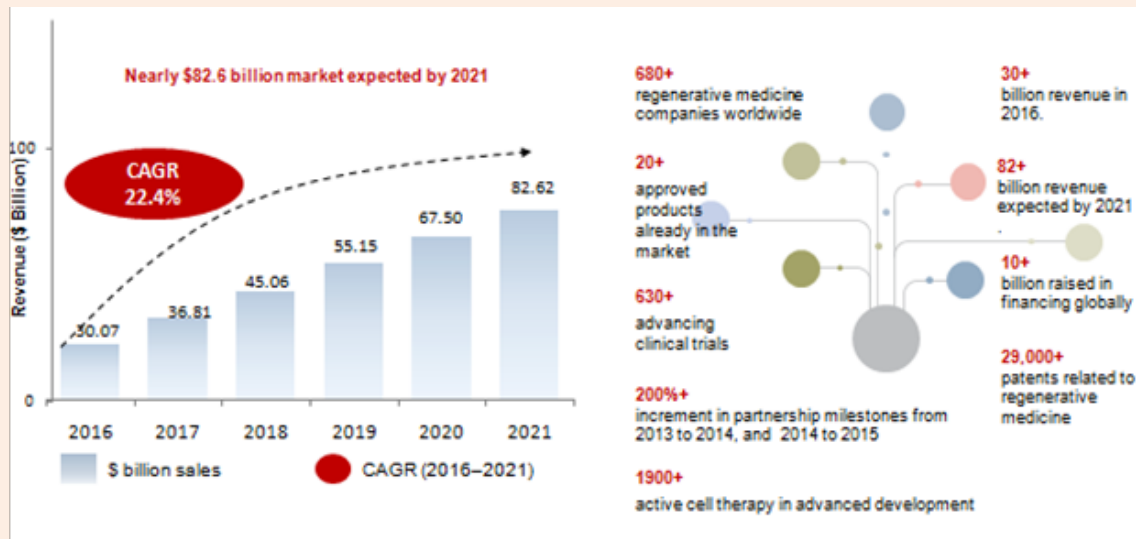 Nearly $82.6 billion market expected by 2021
100
CAGR
22.4%
Revenue ($ Billion)
30.07
36.81
45.06
55.15
67.50
82.62
0
2016
2017
2018
2019
2020
2021
$ billion sales
CAGR (2016–2021)
680+
regenerative medicine
companies worldwide
20+
approved
products
already in the
market
630+
advancing
clinical trials
200%+
increment in partnership milestones from
2013 to 2014, and 2014 to 2015
1900+
active cell therapy in advanced development
30+
billion revenue in
2016.
82+
billion revenue
expected by 2021
.
10+
billion raised in
financing globally
29,000+
patents related to
regenerative
medicine